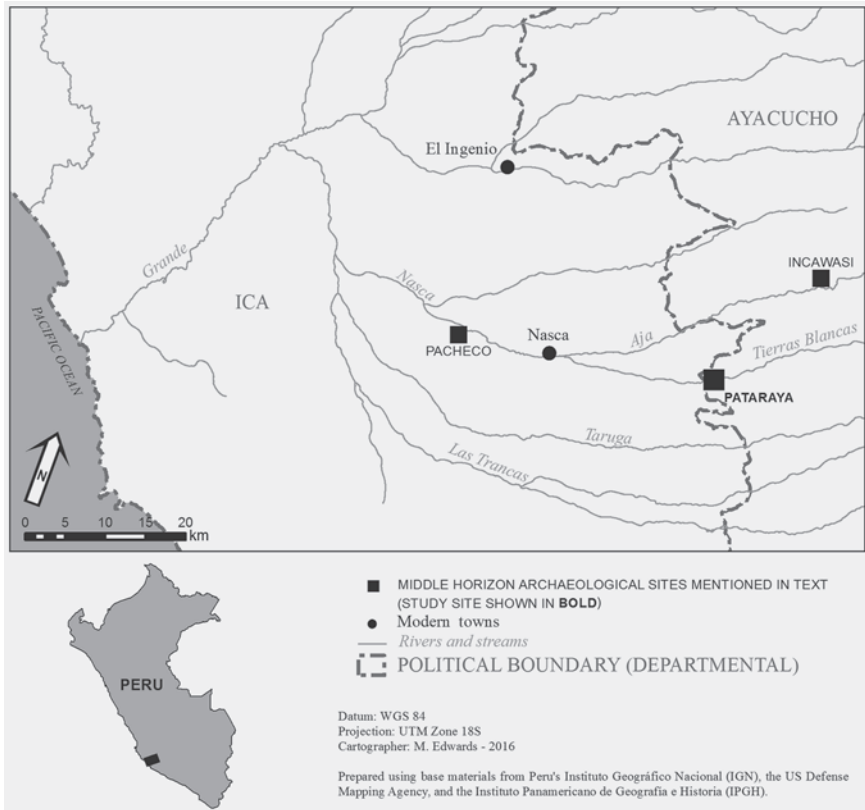 AYACUCHO
El Ingenio
INCAWASI
Grande
Nasca
ICA
PACIFIC OCEAN
Nasca
Aja
Tierras Blancas
PACHECO
PATARAYA
Taruga
Las Trancas
N
0 5 10 15 20
km
MIDDLE HORIZON ARCHAEOLOGICAL SITES MENTIONED IN TEXT
(STUDY SITE SHOWN IN BOLD)
Modern towns
Rivers and streams
POLITICAL BOUNDARY (DEPARTMENTAL)
PERU
Datum: WGS 84
Projection: UTM Zone 18S
Cartographer: M. Edwards - 2016
Prepared using base materials from Peru's Instituto Geográfico Nacional (IGN), the US Defense
Mapping Agency, and the Instituto Panamericano de Geografia e Historia (IPGH).